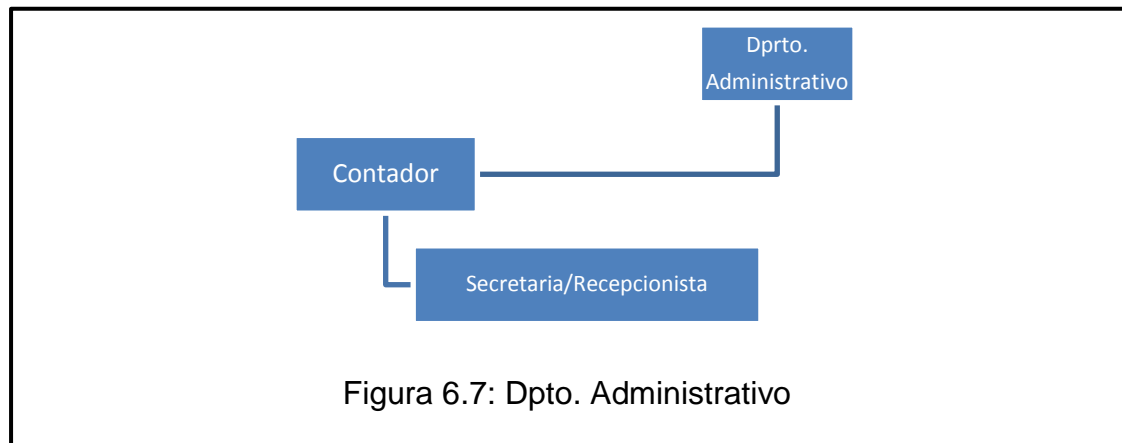 Dprto.
Administrativo
Contador
Secretaria/Recepcionista
Figura 6.7: Dpto. Administrativo